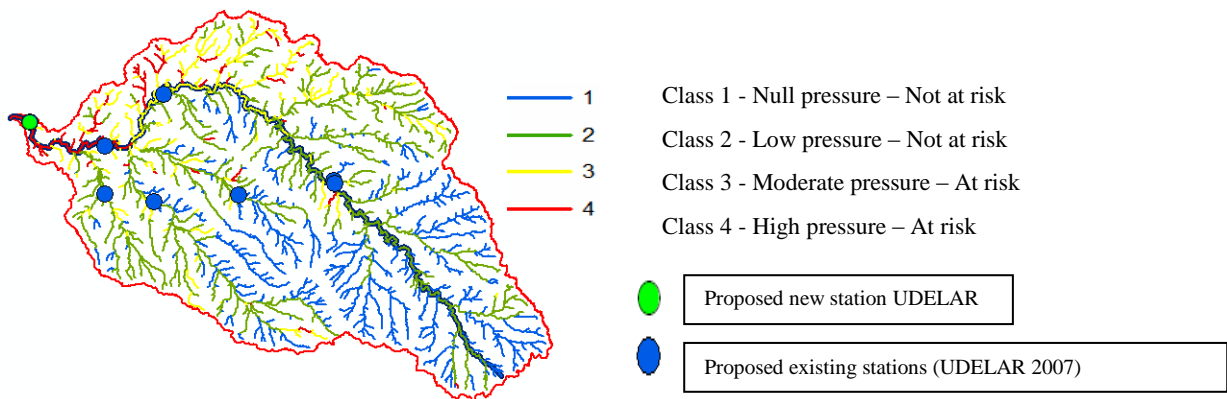 1
2
3
4
Class 1 - Null pressure – Not at risk
Class 2 - Low pressure – Not at risk
Class 3 - Moderate pressure – At risk
Class 4 - High pressure – At risk
Proposed new station UDELAR
Proposed existing stations (UDELAR 2007)